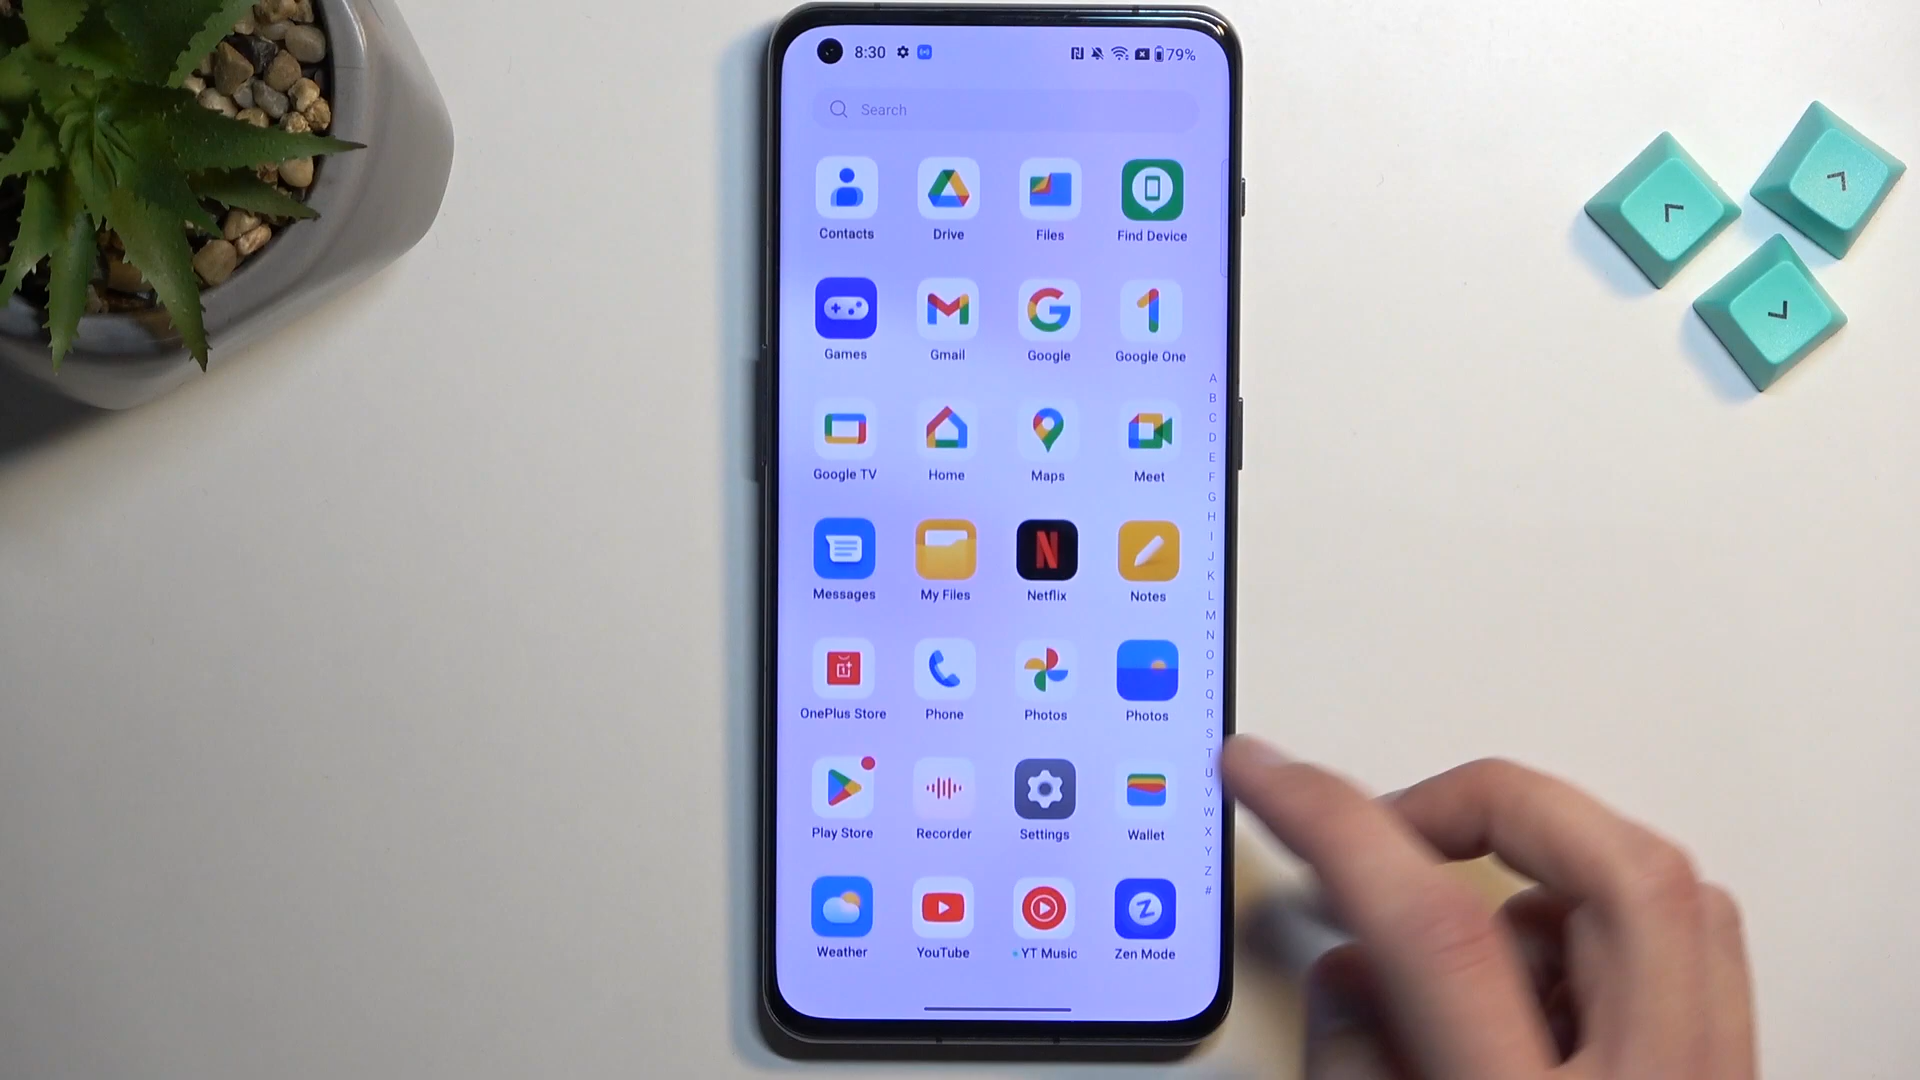 8:30 79%
Search
Contacts Drive Files Find Device
Games Gmail Google Google One
Google TV Home Maps Meet
Messages My Files Netflix Notes
OnePlus Store Phone Photos Photos
Play Store Recorder Settings Wallet
Weather YouTube YT Music Zen Mode
A
B
C
D
E
F
G
H
I
J
K
L
M
N
O
P
Q
R
S
T
U
V
W
X
Y
Z
#